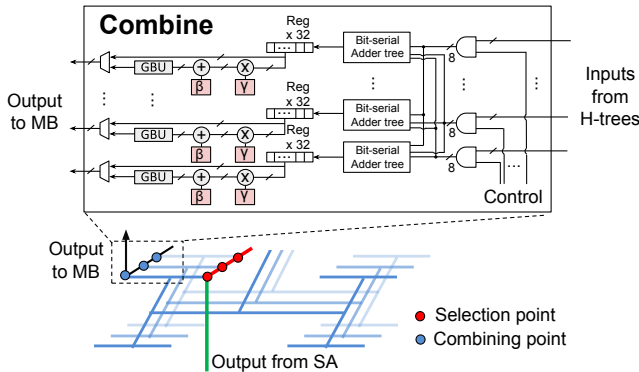 Combine
Reg
x 32
...
Bit-serial
Adder tree
8
GBU
+
x
β
γ
Output
to MB
Inputs
from
H-trees
Reg
x 32
...
Bit-serial
Adder tree
8
GBU
+
x
β
γ
Reg
x 32
...
Bit-serial
Adder tree
8
GBU
+
x
β
γ
...
Control
Output
to MB
Selection point
Combining point
Output from SA